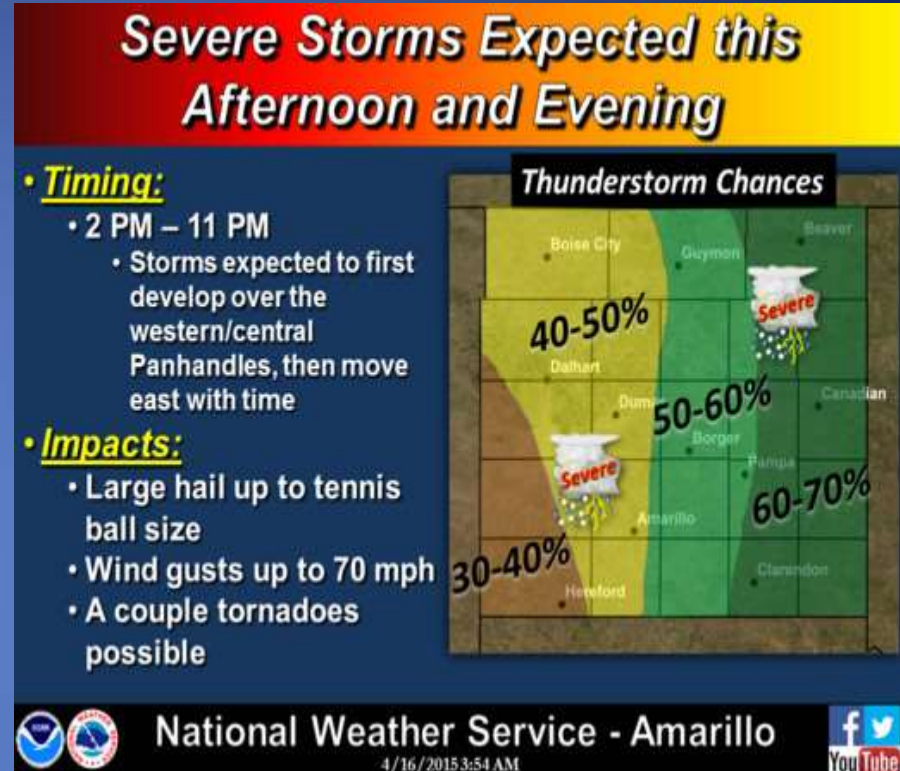 Severe Storms Expected this
Afternoon and Evening
• Timing:
• 2 PM – 11 PM
• Storms expected to first
develop over the
western/central
Panhandles, then move
east with time
• Impacts:
• Large hail up to tennis
ball size
• Wind gusts up to 70 mph
• A couple tornadoes
possible
Thunderstorm Chances
Beaver
Boise City
Guymon
Severe
40-50%
Dalhart
Canadian
50-60%
Borger
Pampa
Severe
60-70%
Amarillo
30-40%
Clarendon
Hereford
National Weather Service - Amarillo
4/16/2015 3:54 AM
You Tube